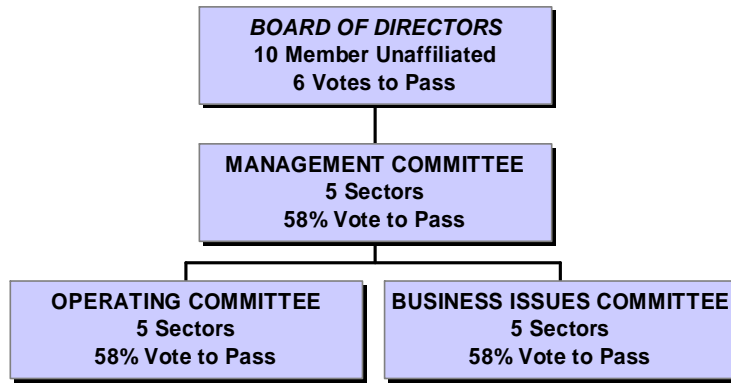 BOARD OF DIRECTORS
10 Member Unaffiliated
6 Votes to Pass
MANAGEMENT COMMITTEE
5 Sectors
58% Vote to Pass
OPERATING COMMITTEE
5 Sectors
58% Vote to Pass
BUSINESS ISSUES COMMITTEE
5 Sectors
58% Vote to Pass